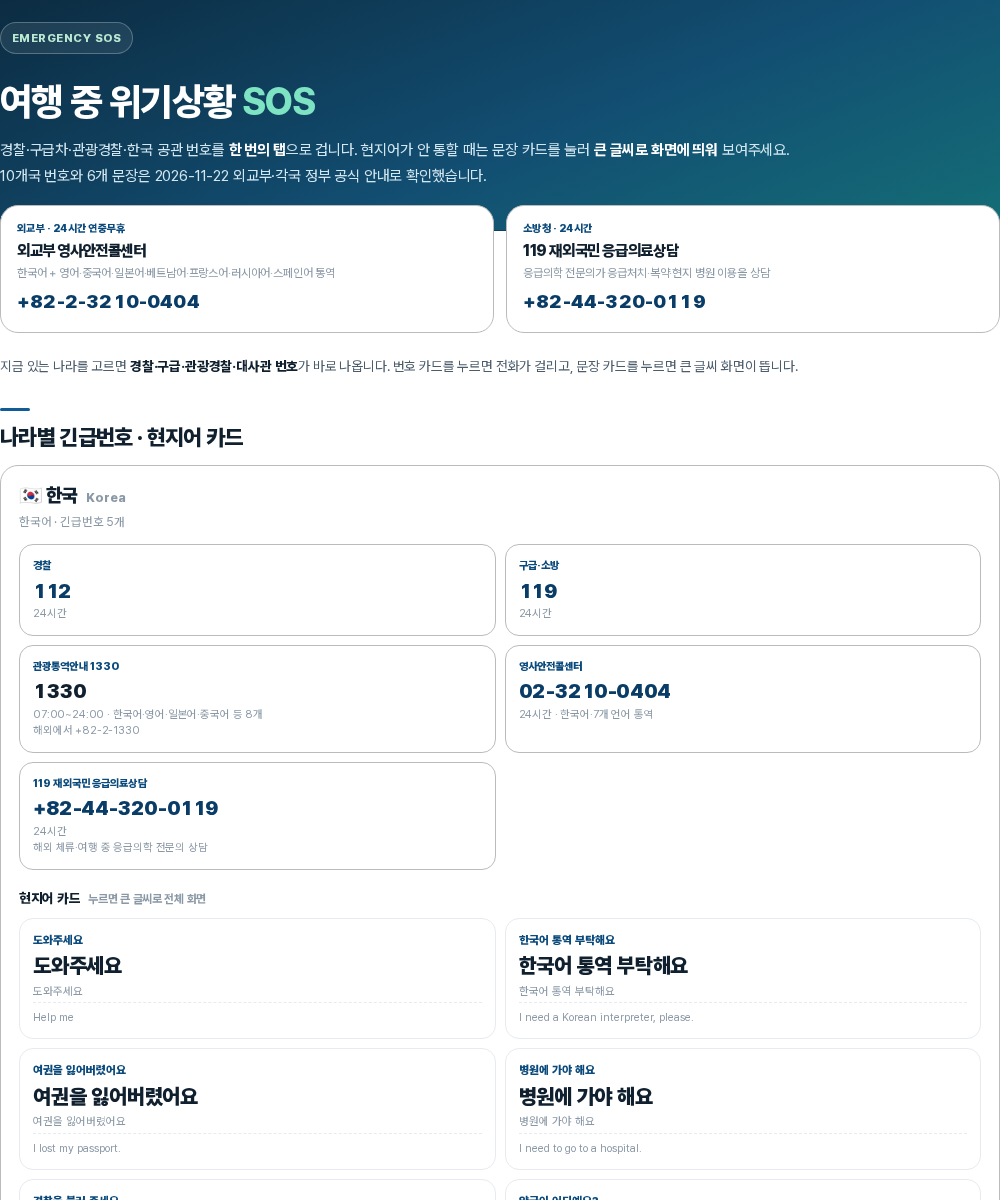 EMERGENCY SOS
여행 중 위기상황 SOS
경찰·구급차·관광경찰·한국 공관 번호를 한 번의 탭으로 겁니다. 현지어가 안 통할 때는 문장 카드를 눌러 큰 글씨로 화면에 띄워 보여주세요.
10개국 번호와 6개 문장은 2026-11-22 외교부·각국 정부 공식 안내로 확인했습니다.
외교부 · 24시간 연중무휴
외교부 영사안전콜센터
한국어 + 영어·중국어·일본어·베트남어·프랑스어·러시아어·스페인어 통역
+82-2-3210-0404
소방청 · 24시간
119 재외국민 응급의료상담
응급의학 전문의가 응급처치·복약·현지 병원 이용을 상담
+82-44-320-0119
지금 있는 나라를 고르면 경찰·구급·관광경찰·대사관 번호가 바로 나옵니다. 번호 카드를 누르면 전화가 걸리고, 문장 카드를 누르면 큰 글씨 화면이 뜹니다.
나라별 긴급번호 · 현지어 카드
🇰🇷 한국 Korea
한국어 · 긴급번호 5개
경찰
112
24시간
구급·소방
119
24시간
관광통역안내 1330
1330
07:00~24:00 · 한국어·영어·일본어·중국어 등 8개
해외에서 +82-2-1330
영사안전콜센터
02-3210-0404
24시간 · 한국어·7개 언어 통역
119 재외국민 응급의료상담
+82-44-320-0119
24시간
해외 체류·여행 중 응급의학 전문의 상담
현지어 카드 누르면 큰 글씨로 전체 화면
도와주세요
도와주세요
도와주세요
Help me
한국어 통역 부탁해요
한국어 통역 부탁해요
한국어 통역 부탁해요
I need a Korean interpreter, please.
여권을 잃어버렸어요
여권을 잃어버렸어요
여권을 잃어버렸어요
I lost my passport.
병원에 가야 해요
병원에 가야 해요
병원에 가야 해요
I need to go to a hospital.